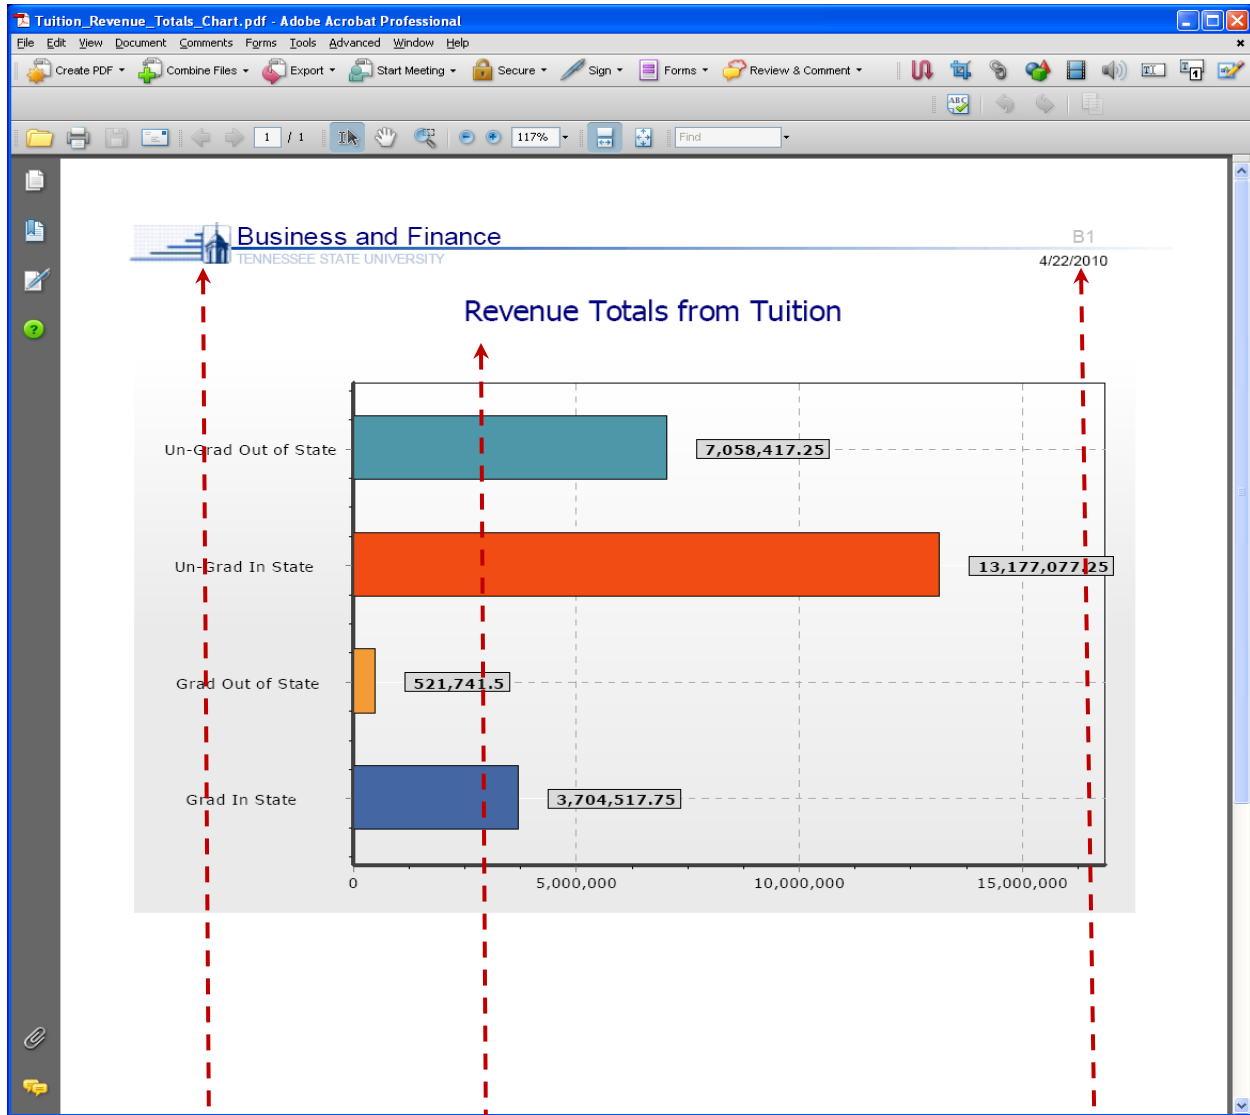 Tuition_Revenue_Totals_Chart.pdf - Adobe Acrobat Professional
File Edit View Document Comments Forms Tools Advanced Window Help
Create PDF Combine Files Export Start Meeting Secure Sign Forms Review & Comment
1 / 1 117% Find
Business and Finance B1
TENNESSEE STATE UNIVERSITY 4/22/2010
Revenue Totals from Tuition
Un-Grad Out of State 7,058,417.25
Un-Grad In State 13,177,077.25
Grad Out of State 521,741.5
Grad In State 3,704,517.75
0 5,000,000 10,000,000 15,000,000